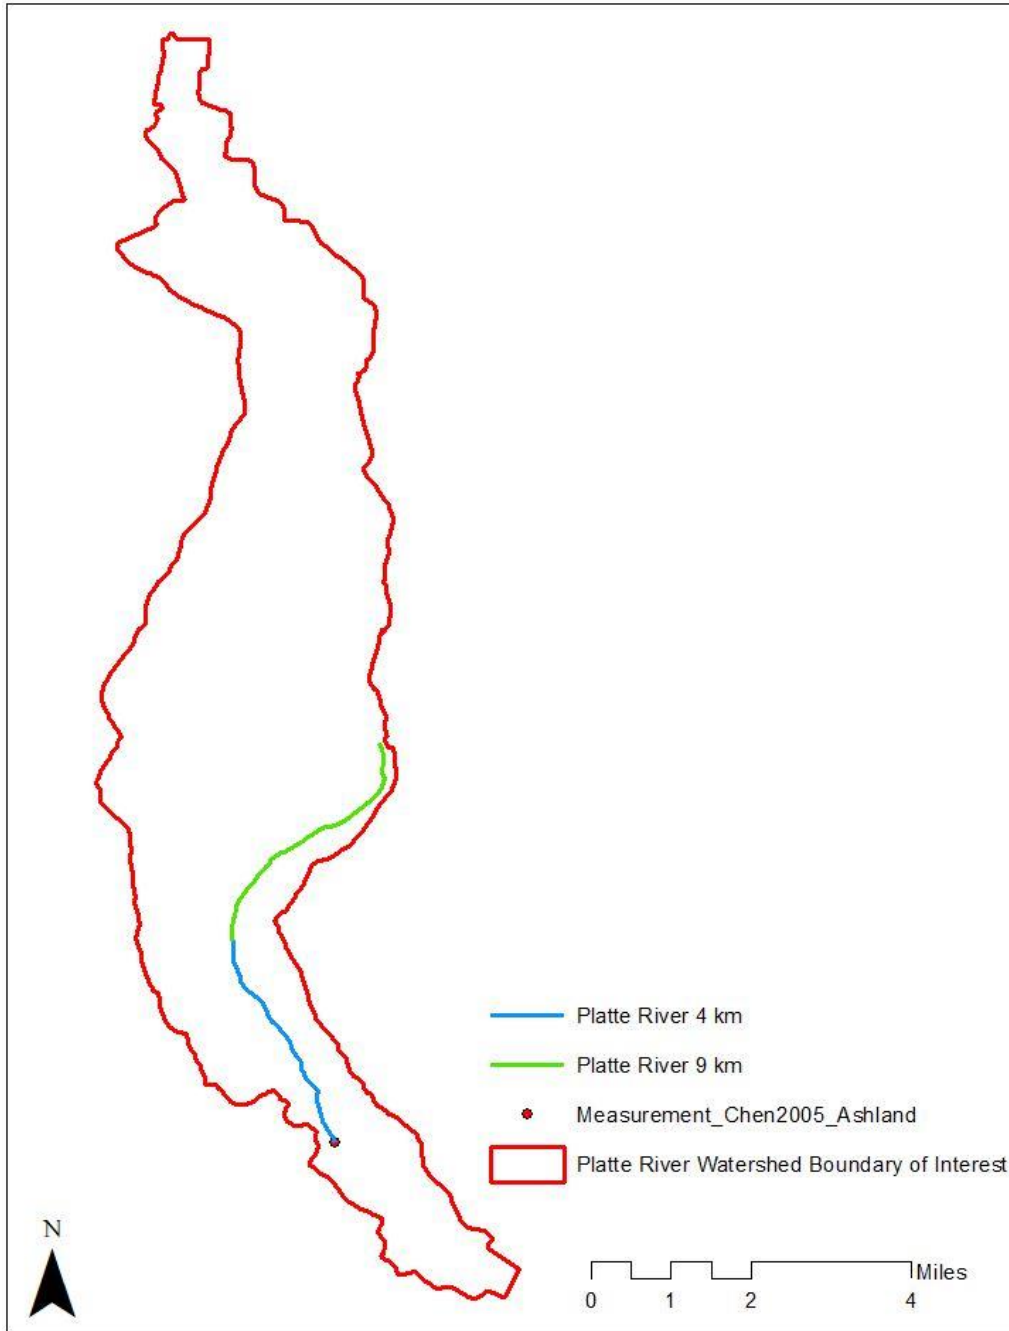 Platte River 4 km
Platte River 9 km
Measurement_Chen2005_Ashland
Platte River Watershed Boundary of Interest
N
Miles
0 1 2 4